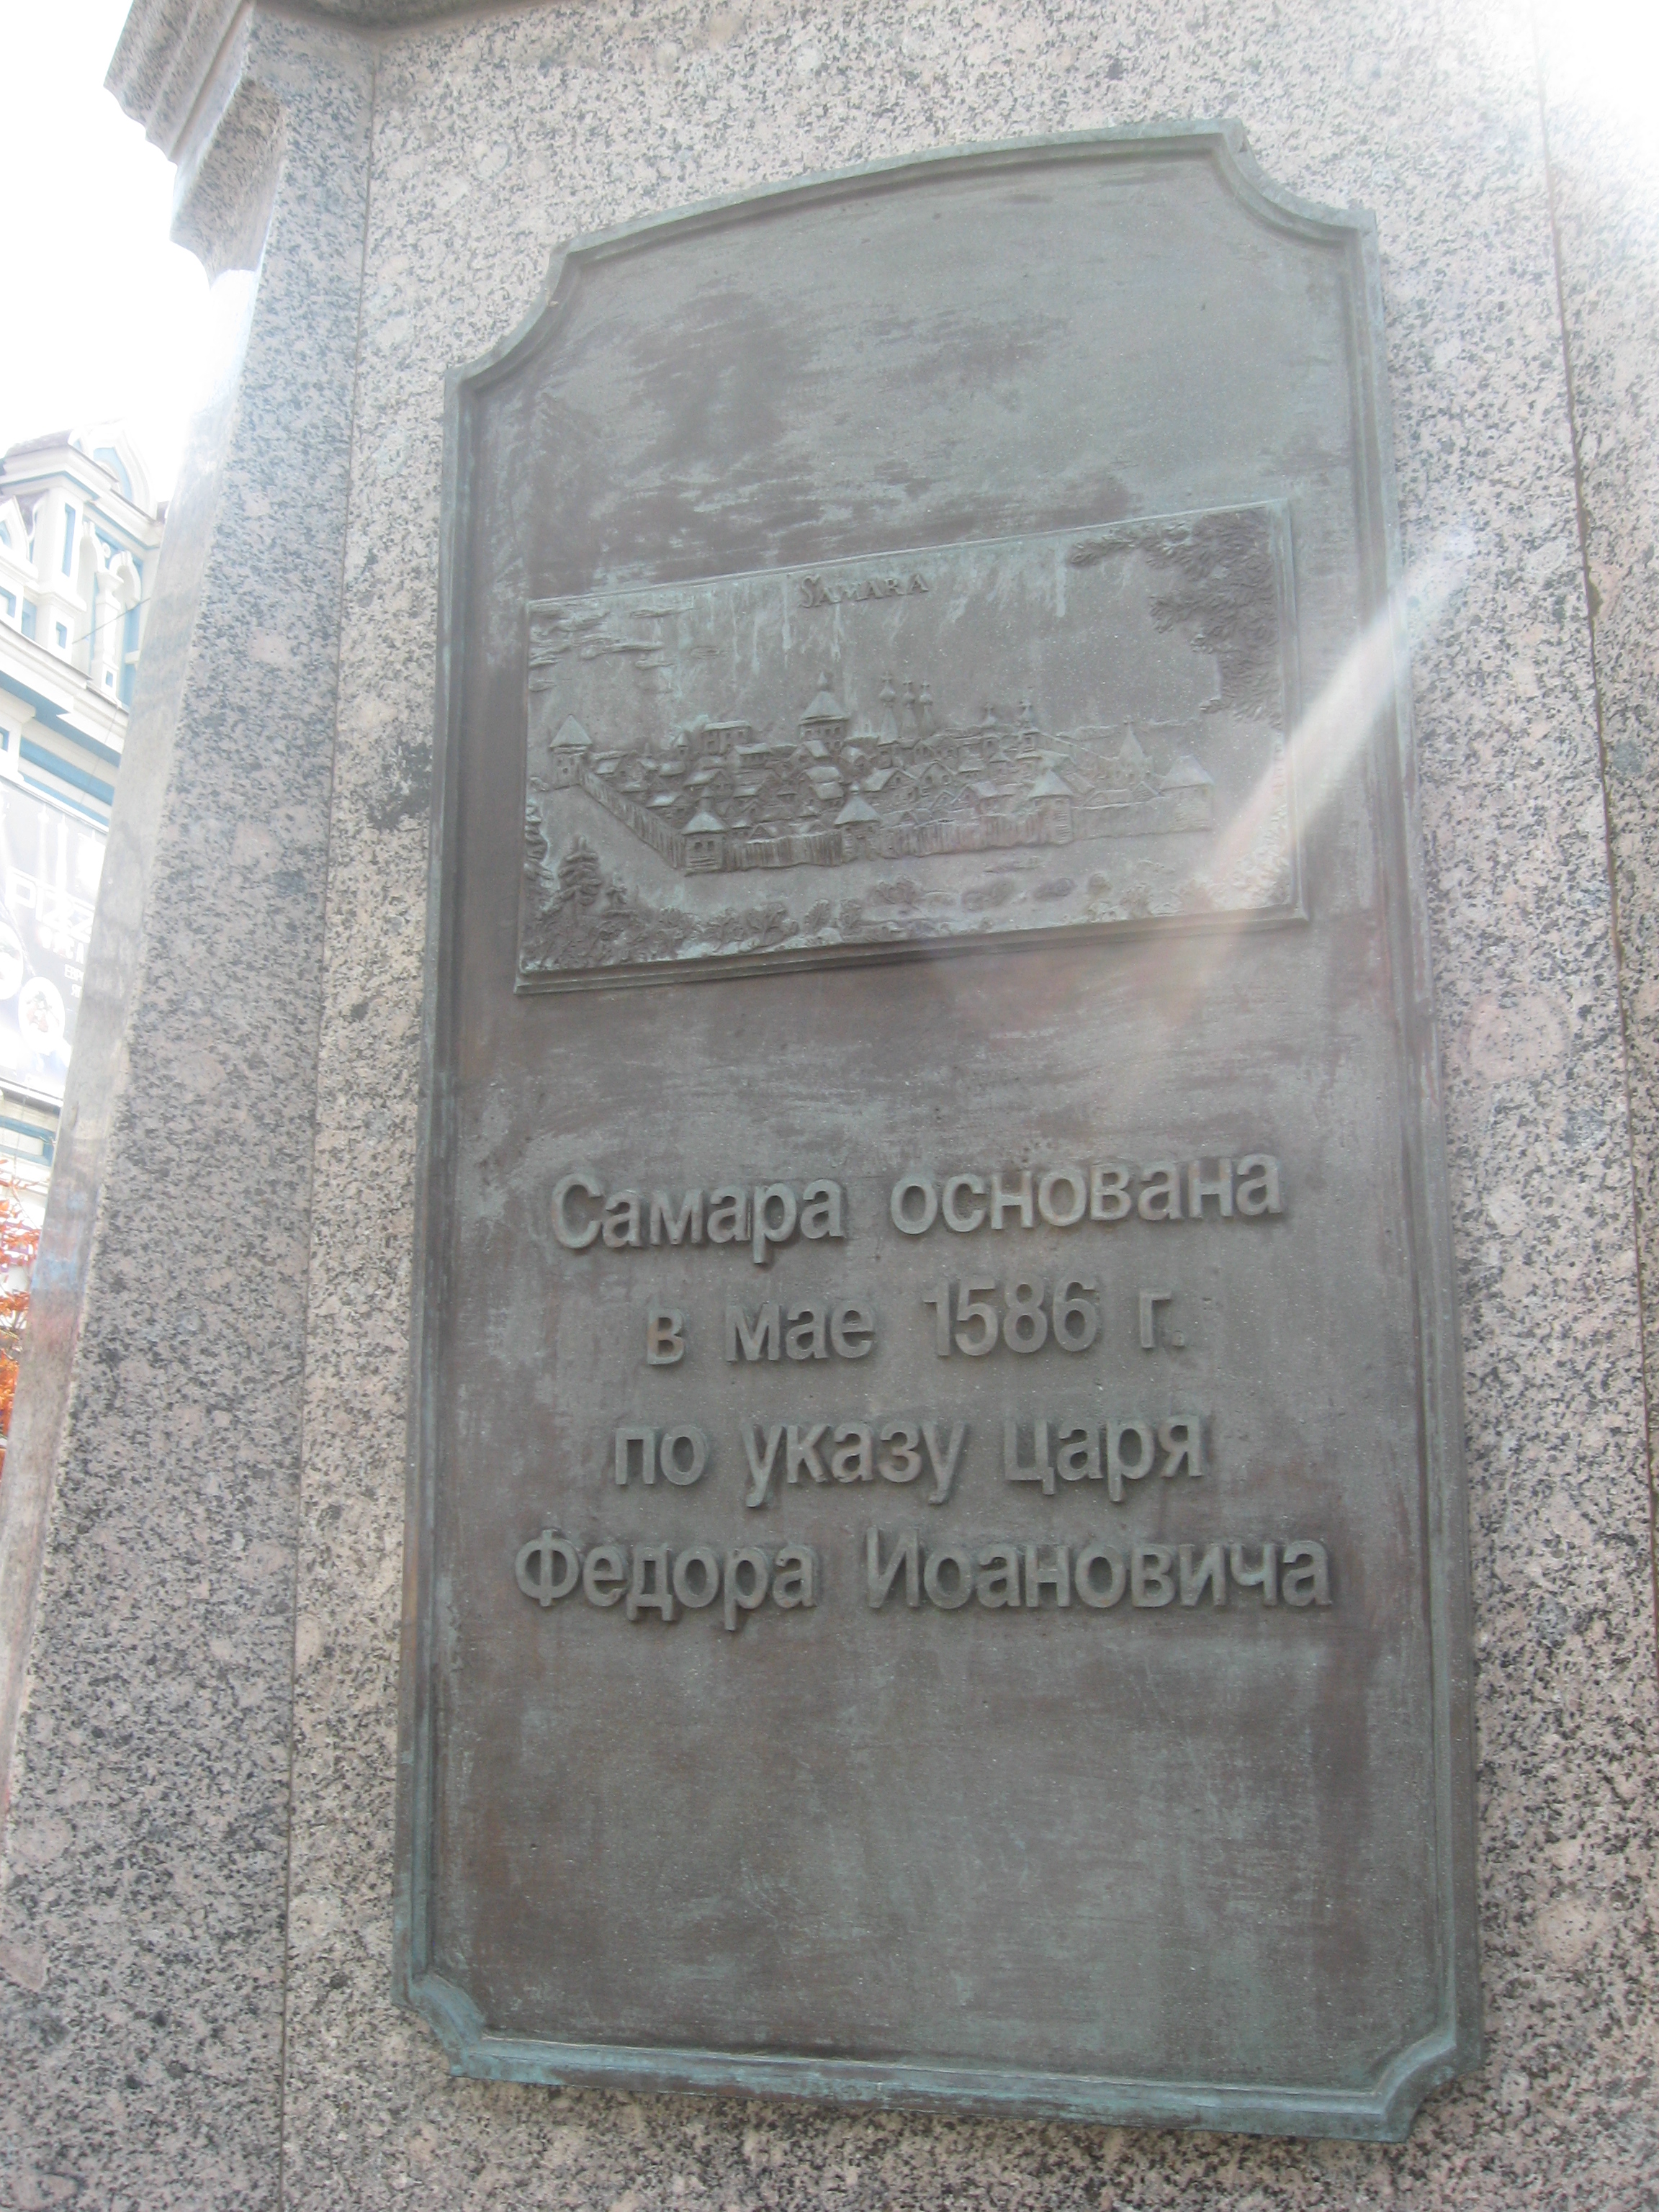 SAMARA
Самара основана
в мае 1586 г.
по указу царя
Федора Иоановича